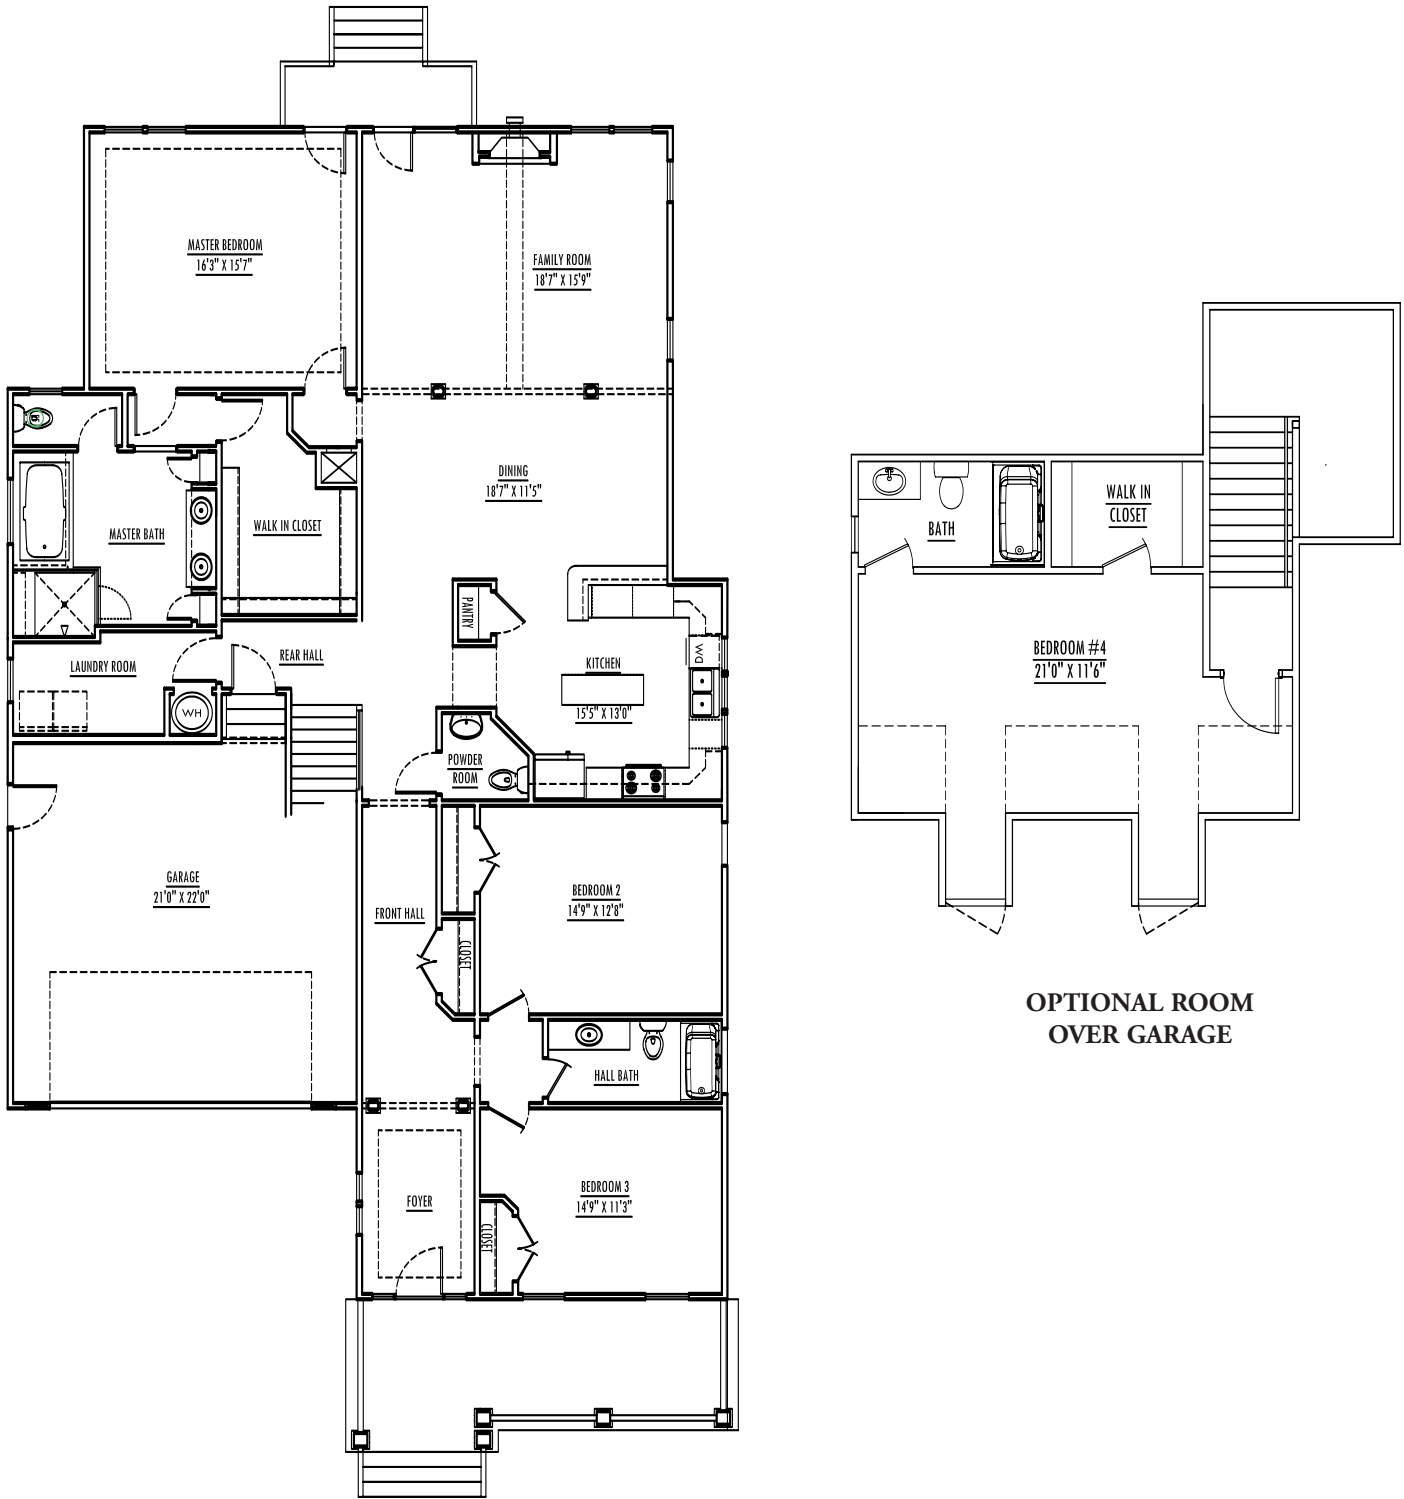 MASTER BEDROOM
16'3" X 15'7"
FAMILY ROOM
18'7" X 15'9"
DINING
18'7" X 11'5"
MASTER BATH
WALK IN CLOSET
PANTRY
LAUNDRY ROOM
REAR HALL
KITCHEN
15'5" X 13'0"
DW
WH
POWDER
ROOM
GARAGE
21'0" X 22'0"
FRONT HALL
CLOSET
BEDROOM 2
14'9" X 12'8"
HALL BATH
FOYER
BEDROOM 3
14'9" X 11'3"
CLOSET
BATH
WALK IN
CLOSET
BEDROOM #4
21'0" X 11'6"
OPTIONAL ROOM
OVER GARAGE